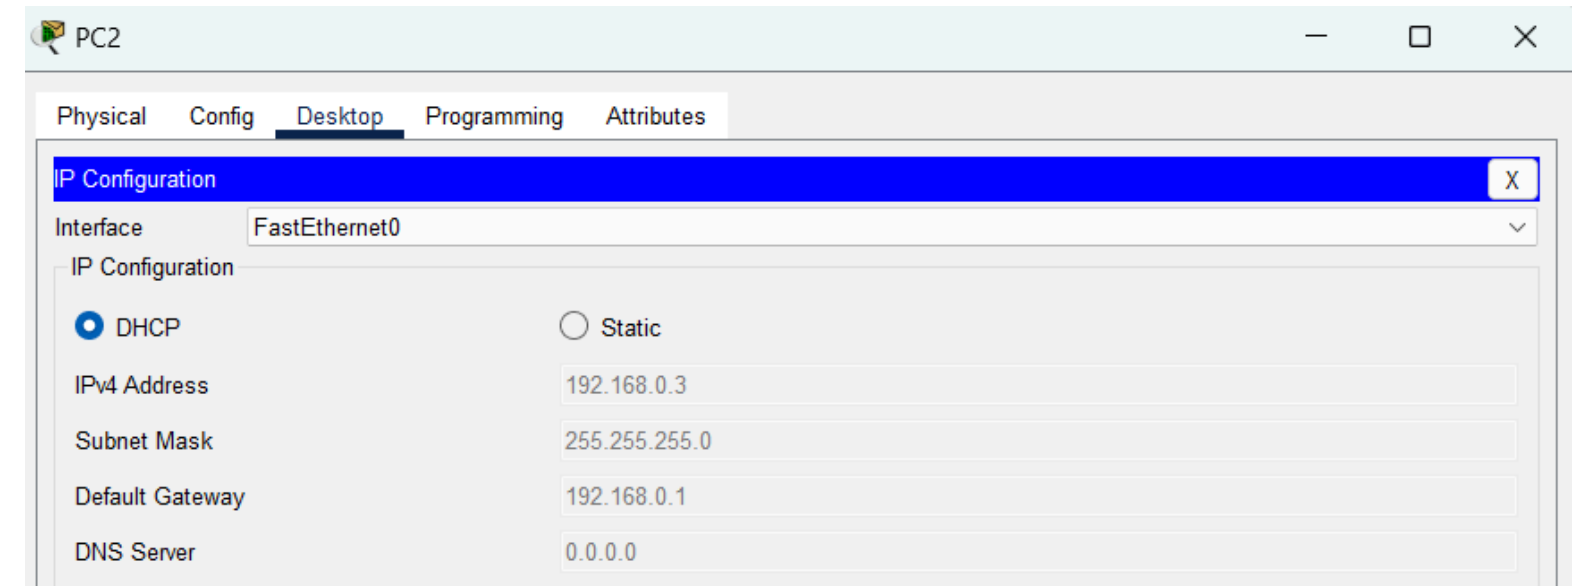 PC2
Physical Config Desktop Programming Attributes
IP Configuration X
Interface FastEthernet0
IP Configuration
DHCP Static
IPv4 Address 192.168.0.3
Subnet Mask 255.255.255.0
Default Gateway 192.168.0.1
DNS Server 0.0.0.0